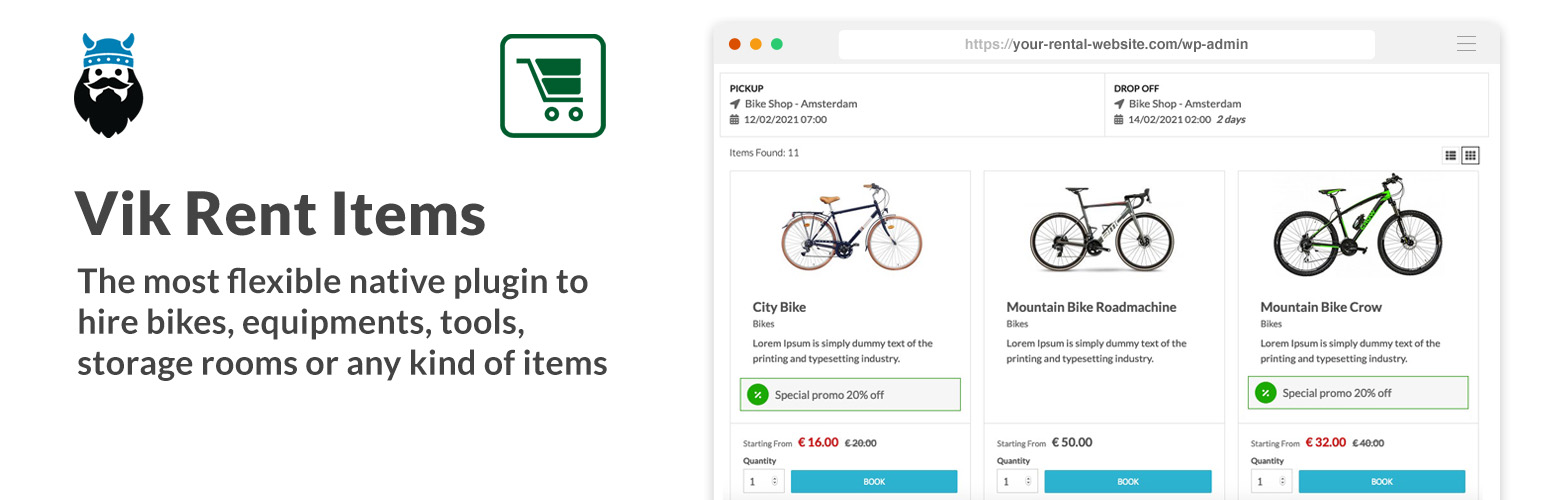 Vik Rent Items
The most flexible native plugin to
hire bikes, equipments, tools,
storage rooms or any kind of items
https://your-rental-website.com/wp-admin
PICKUP
Bike Shop - Amsterdam
12/02/2021 07:00
DROP OFF
Bike Shop - Amsterdam
14/02/2021 02:00 2 days
Items Found: 11
City Bike
Bikes
Lorem Ipsum is simply dummy text of the
printing and typesetting industry.
Special promo 20% off
Starting From € 16.00 € 20.00
Quantity
1
BOOK
Mountain Bike Roadmachine
Bikes
Lorem Ipsum is simply dummy text of the
printing and typesetting industry.
Starting From € 50.00
Quantity
1
BOOK
Mountain Bike Crow
Bikes
Lorem Ipsum is simply dummy text of the
printing and typesetting industry.
Special promo 20% off
Starting From € 32.00 € 40.00
Quantity
1
BOOK